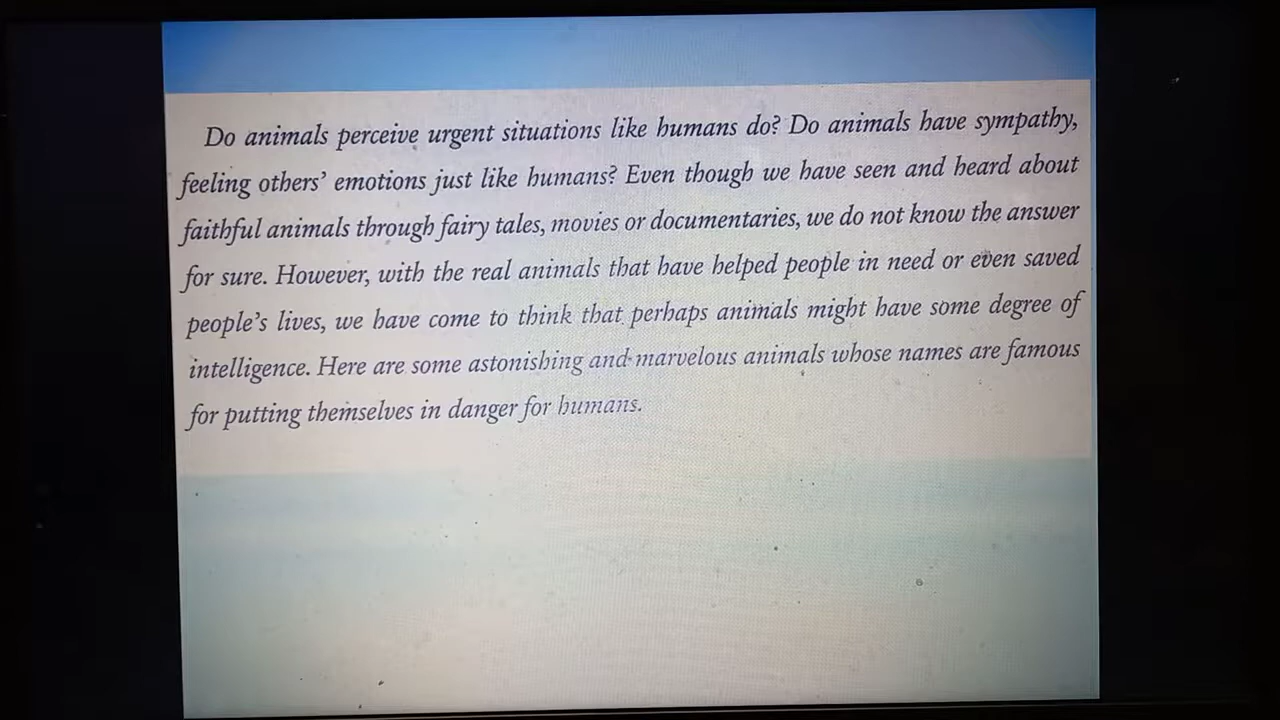 Do animals perceive urgent situations like humans do? Do animals have sympathy,
feeling others' emotions just like humans? Even though we have seen and heard about
faithful animals through fairy tales, movies or documentaries, we do not know the answer
for sure. However, with the real animals that have helped people in need or even saved
people's lives, we have come to think that perhaps animals might have some degree of
intelligence. Here are some astonishing and marvelous animals whose names are famous
for putting themselves in danger for humans.